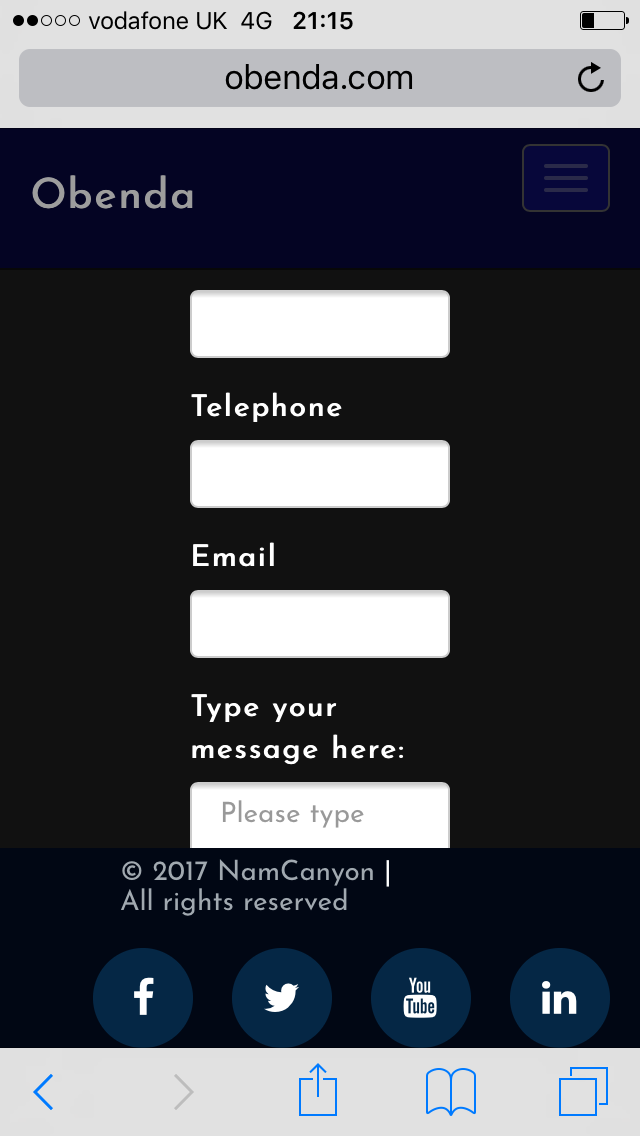 vodafone UK 4G 21:15
obenda.com
Obenda
Telephone
Email
Type your
message here:
Please type
© 2017 NamCanyon |
All rights reserved
f
You
Tube
in